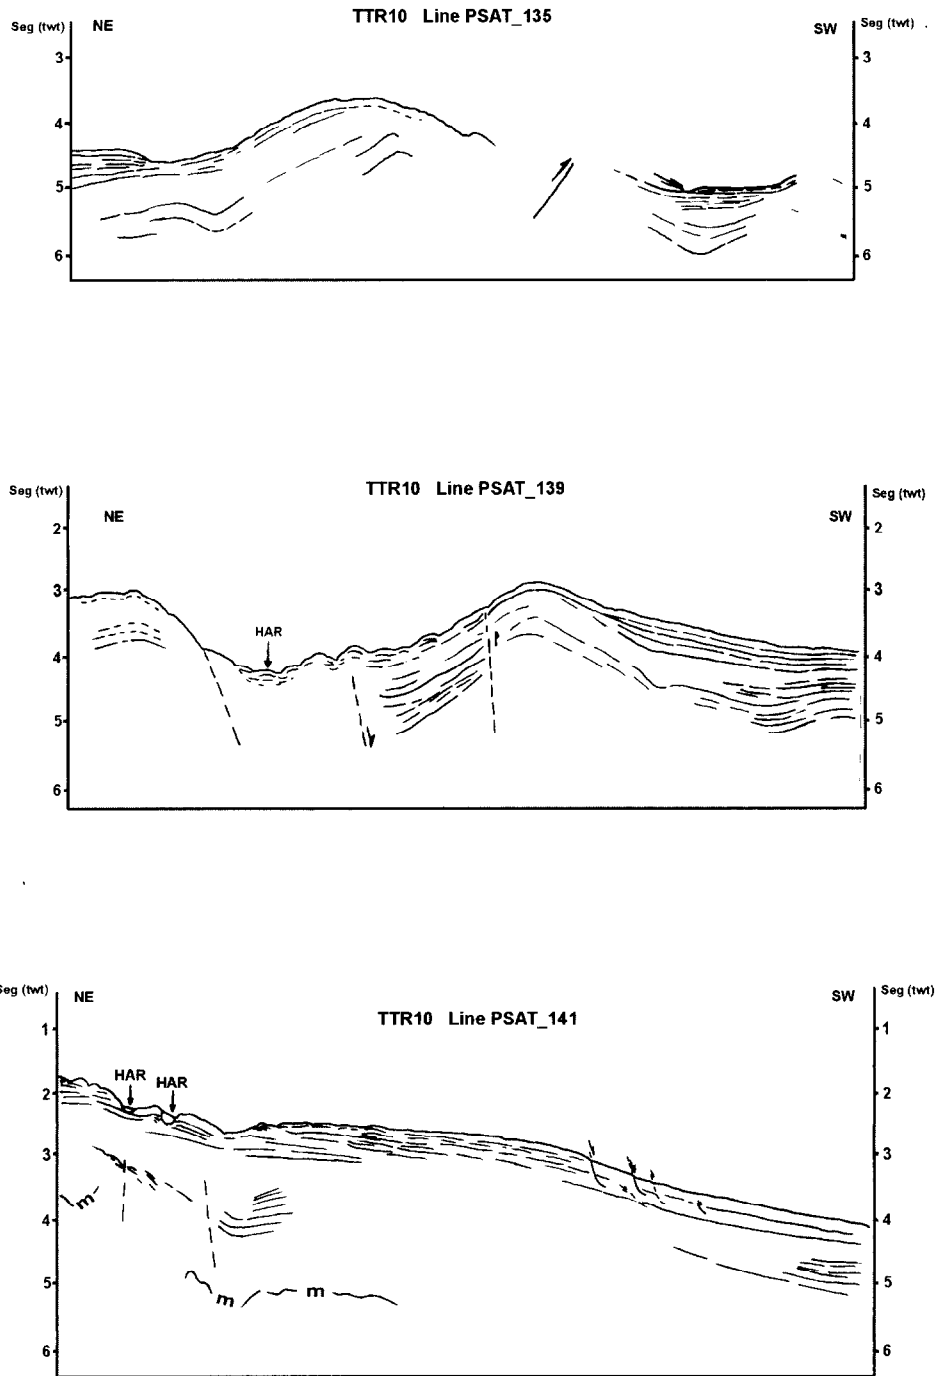 TTR10 Line PSAT_135
Seg (twt) NE SW Seg (twt)
3 3
4 4
5 5
6 6
TTR10 Line PSAT_139
Seg (twt) Seg (twt)
NE SW
2 2
3 3
HAR
4 4
5 5
6 6
Seg (twt) NE SW Seg (twt)
TTR10 Line PSAT_141
1 1
HAR HAR
2 2
3 3
m
4 4
5 5
m m
6 6